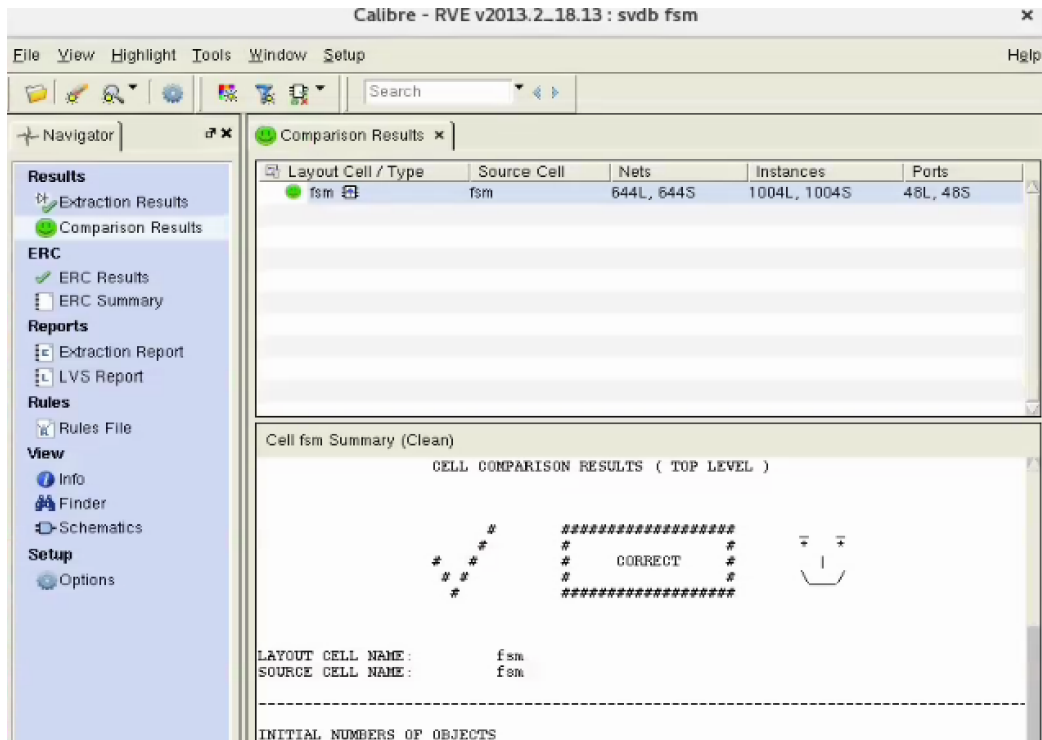 Calibre - RVE v2013.2_18.13 : svdb fsm
File View Highlight Tools Window Setup Help
Search
Navigator
Results
Extraction Results
Comparison Results
ERC
ERC Results
ERC Summary
Reports
Extraction Report
LVS Report
Rules
Rules File
View
Info
Finder
Schematics
Setup
Options
Comparison Results
Layout Cell / Type Source Cell Nets Instances Ports
fsm fsm 644L, 644S 1004L, 1004S 48L, 48S
Cell fsm Summary (Clean)
CELL COMPARISON RESULTS ( TOP LEVEL )
# ################### _ _
# # # * *
# # # CORRECT # |
# # # # \___/
# ###################
LAYOUT CELL NAME: fsm
SOURCE CELL NAME: fsm
--------------------------------------------------------------------------------
INITIAL NUMBERS OF OBJECTS